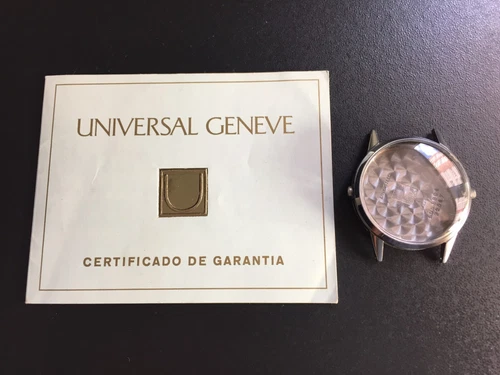 UNIVERSAL GENEVE
U
CERTIFICADO DE GARANTIA